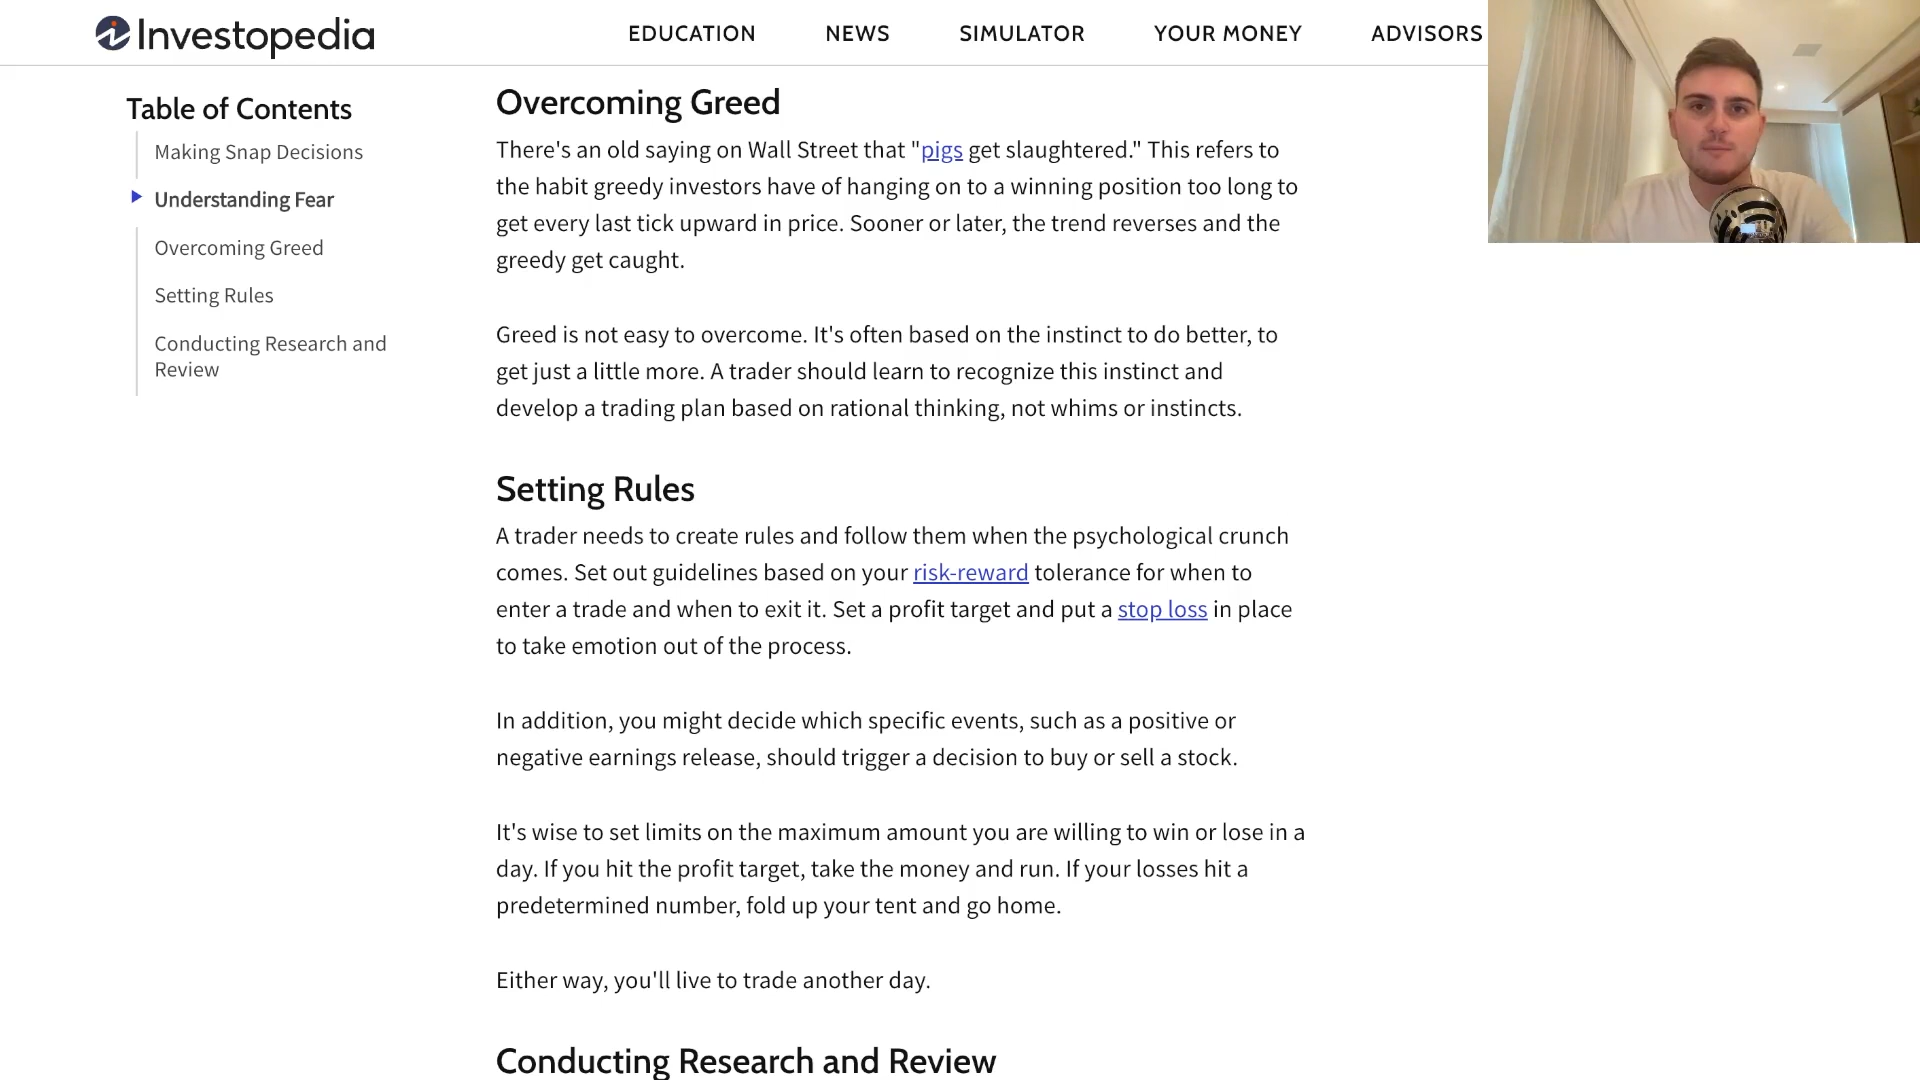 Investopedia
EDUCATION
NEWS
SIMULATOR
YOUR MONEY
ADVISORS
Table of Contents
Making Snap Decisions
Understanding Fear
Overcoming Greed
Setting Rules
Conducting Research and
Review
Overcoming Greed
There's an old saying on Wall Street that "pigs get slaughtered." This refers to
the habit greedy investors have of hanging on to a winning position too long to
get every last tick upward in price. Sooner or later, the trend reverses and the
greedy get caught.
Greed is not easy to overcome. It's often based on the instinct to do better, to
get just a little more. A trader should learn to recognize this instinct and
develop a trading plan based on rational thinking, not whims or instincts.
Setting Rules
A trader needs to create rules and follow them when the psychological crunch
comes. Set out guidelines based on your risk-reward tolerance for when to
enter a trade and when to exit it. Set a profit target and put a stop loss in place
to take emotion out of the process.
In addition, you might decide which specific events, such as a positive or
negative earnings release, should trigger a decision to buy or sell a stock.
It's wise to set limits on the maximum amount you are willing to win or lose in a
day. If you hit the profit target, take the money and run. If your losses hit a
predetermined number, fold up your tent and go home.
Either way, you'll live to trade another day.
Conducting Research and Review